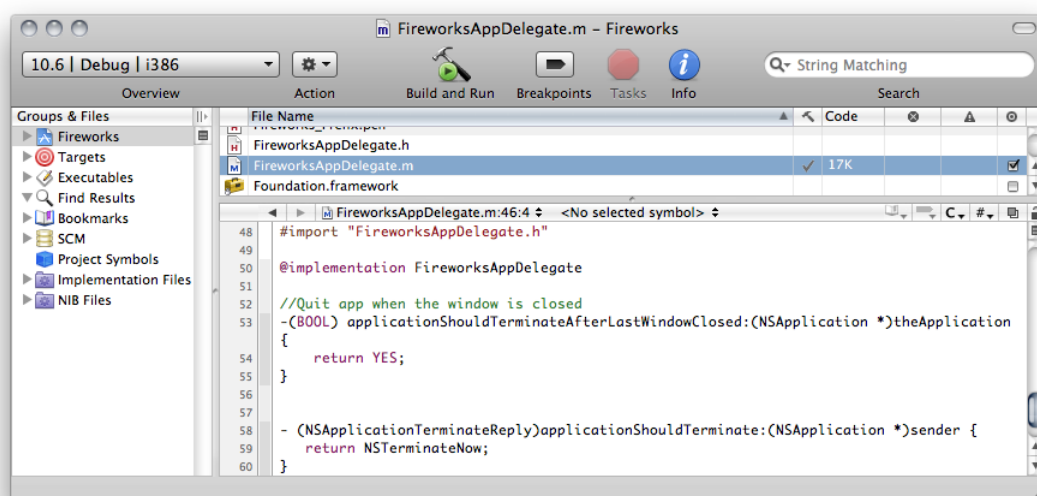 FireworksAppDelegate.m – Fireworks
10.6 | Debug | i386
String Matching
Overview
Action
Build and Run
Breakpoints
Tasks
Info
Search
Groups & Files
File Name
Code
Fireworks
Targets
Executables
Find Results
Bookmarks
SCM
Project Symbols
Implementation Files
NIB Files
Fireworks_Prefix.pch
FireworksAppDelegate.h
FireworksAppDelegate.m 17K
Foundation.framework
FireworksAppDelegate.m:46:4 <No selected symbol> C #
48 #import "FireworksAppDelegate.h"
49
50 @implementation FireworksAppDelegate
51
52 //Quit app when the window is closed
53 -(BOOL) applicationShouldTerminateAfterLastWindowClosed:(NSApplication *)theApplication
{
54 return YES;
55 }
56
57
58 - (NSApplicationTerminateReply)applicationShouldTerminate:(NSApplication *)sender {
59 return NSTerminateNow;
60 }